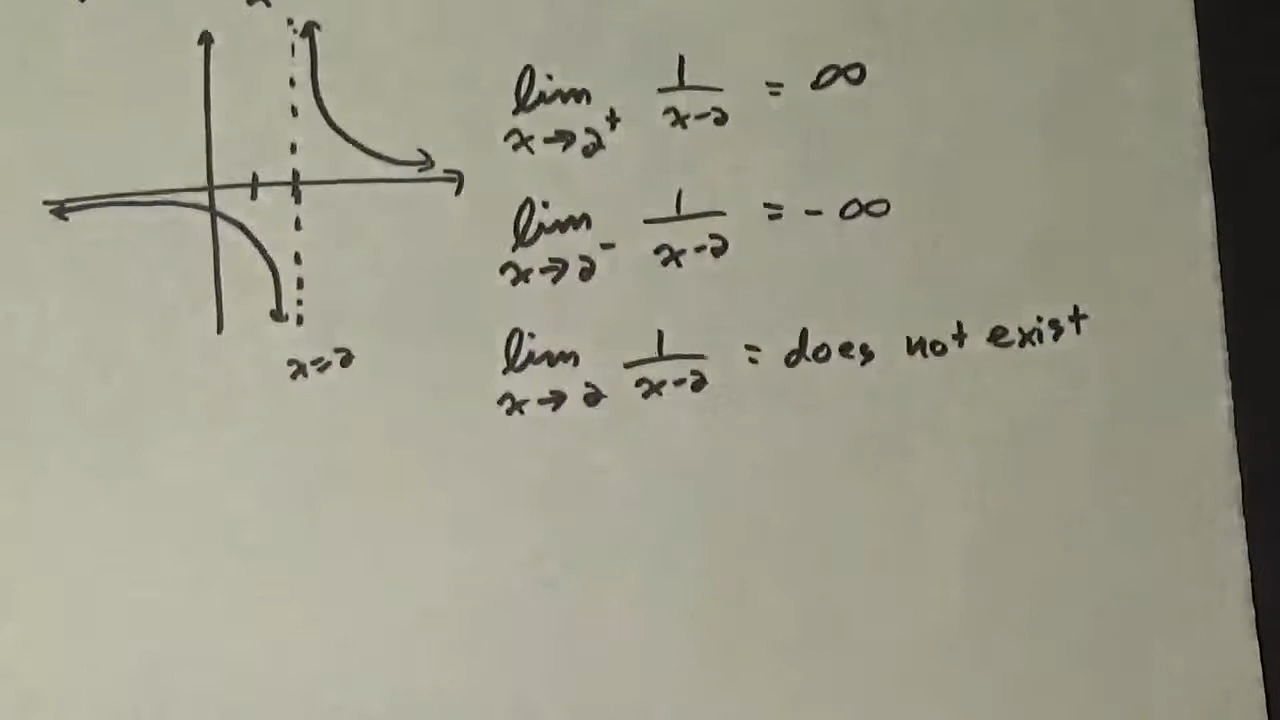 lim x→2⁺ 1/(x-2) = ∞
lim x→2⁻ 1/(x-2) = - ∞
lim x→2 1/(x-2) = does not exist
x=2